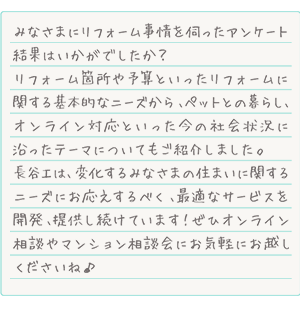 みなさまにリフォーム事情を伺ったアンケート
結果はいかがでしたか？
リフォーム箇所や予算といったリフォームに
関する基本的なニーズから、ペットとの暮らし、
オンライン対応といった今の社会状況に
沿ったテーマについてもご紹介しました。
長谷工は、変化するみなさまの住まいに関する
ニーズにお応えするべく、最適なサービスを
開発、提供し続けています！ぜひオンライン
相談やマンション相談会にお気軽にお越し
くださいね♪